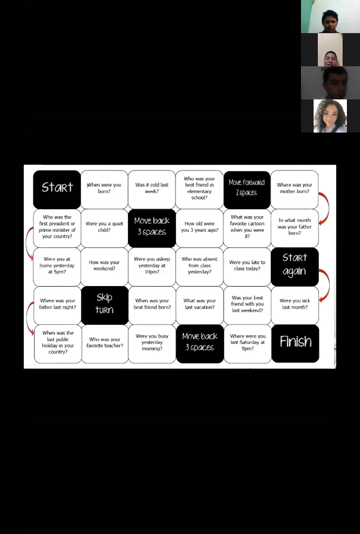 Start
When were you
born?
Was it cold last
week?
Who was your
best friend in
elementary
school?
Move forward
2 spaces
Where was your
mother born?
Who was the
first president or
prime minister of
your country?
Were you a quiet
child?
Move back
3 spaces
How old were
you 3 years ago?
What was your
favorite cartoon
when you were
8?
In what month
was your father
born?
Were you at
home yesterday
at 5pm?
How was your
weekend?
Were you asleep
yesterday at
11pm?
Who was absent
from class
yesterday?
Were you late to
class today?
Start
again
Where was your
father last night?
Skip
turn
When was your
best friend born?
What was your
last vacation?
Was your best
friend with you
last weekend?
Were you sick
last month?
When was the
last public
holiday in your
country?
Who was your
favorite teacher?
Were you busy
yesterday
morning?
Move back
3 spaces
Where were you
last Saturday at
9pm?
Finish